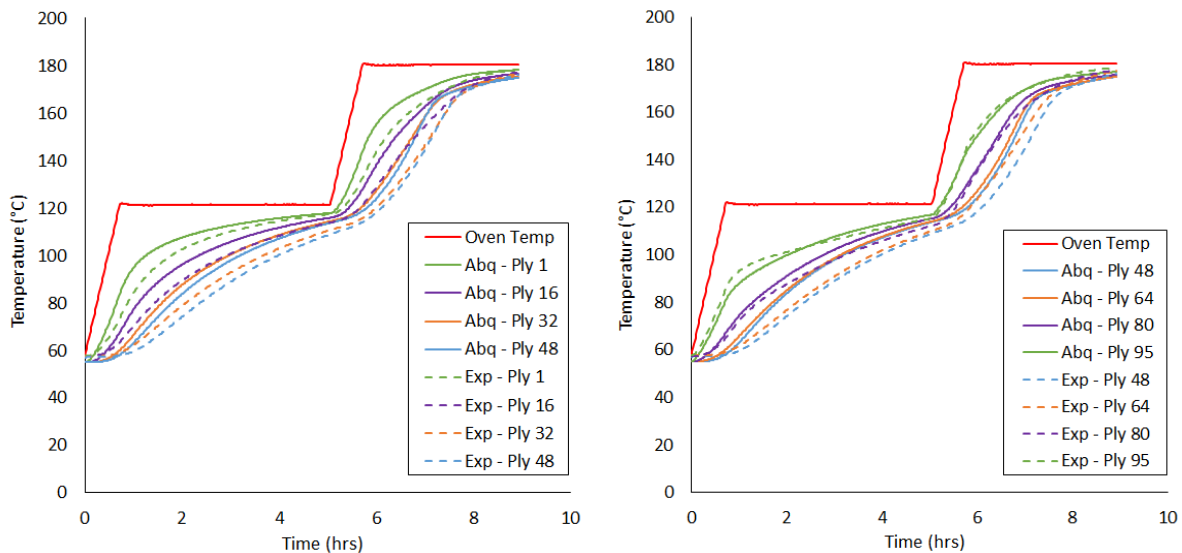 200
180
160
140
120
100
80
60
40
20
0
Temperature (°C)
0 2 4 6 8 10
Time (hrs)
Oven Temp
Abq - Ply 1
Abq - Ply 16
Abq - Ply 32
Abq - Ply 48
Exp - Ply 1
Exp - Ply 16
Exp - Ply 32
Exp - Ply 48
200
180
160
140
120
100
80
60
40
20
0
Temperature (°C)
0 2 4 6 8 10
Time (hrs)
Oven Temp
Abq - Ply 48
Abq - Ply 64
Abq - Ply 80
Abq - Ply 95
Exp - Ply 48
Exp - Ply 64
Exp - Ply 80
Exp - Ply 95